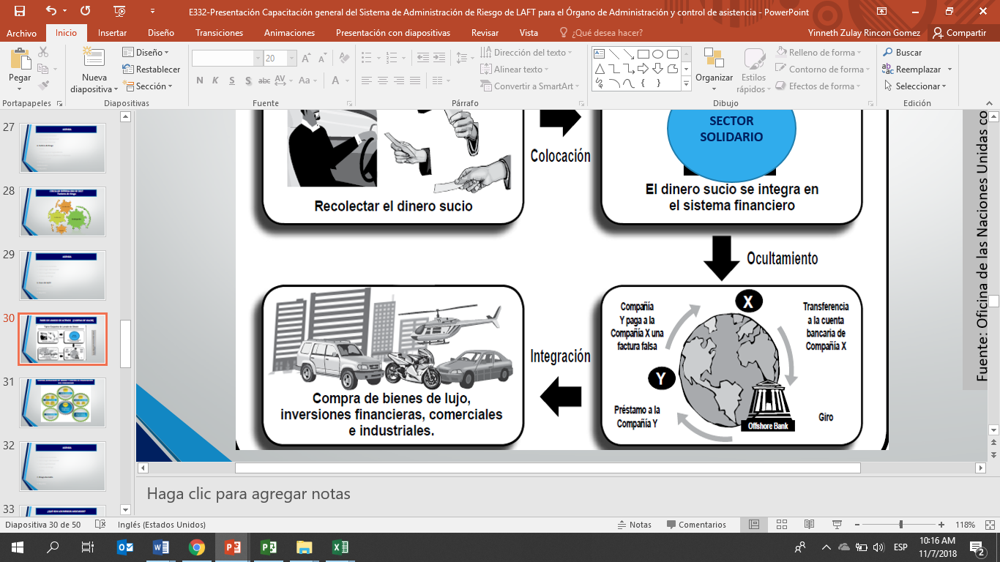 E332-Presentación Capacitación general del Sistema de Administración de Riesgo de LAFT para el Órgano de Administración y control de asistencia - PowerPoint
Archivo
Inicio
Insertar
Diseño
Transiciones
Animaciones
Presentación con diapositivas
Revisar
Vista
¿Qué desea hacer?
Yinneth Zulay Rincon Gomez
Compartir
Pegar
Nueva
diapositiva
Diseño
Restablecer
Sección
20
N K S S abc AV Aa A
Dirección del texto
Alinear texto
Convertir a SmartArt
Organizar
Estilos
rápidos
Relleno de forma
Contorno de forma
Efectos de forma
Buscar
Reemplazar
Seleccionar
Portapapeles
Diapositivas
Fuente
Párrafo
Dibujo
Edición
27
AGENDA
28
29
AGENDA
30
31
32
AGENDA
33
SECTOR
SOLIDARIO
Colocación
Recolectar el dinero sucio
El dinero sucio se integra en
el sistema financiero
Ocultamiento
X
Compañía
Y paga a la
Compañía X una
factura falsa
Transferencia
a la cuenta
bancaria de
Compañía X
Y
Préstamo a la
Compañía Y
Offshore Bank
Giro
Integración
Compra de bienes de lujo,
inversiones financieras, comerciales
e industriales.
Fuente: Oficina de las Naciones Unidas co
Haga clic para agregar notas
Diapositiva 30 de 50
Inglés (Estados Unidos)
Notas
Comentarios
118%
ESP
10:16 AM
11/7/2018
2